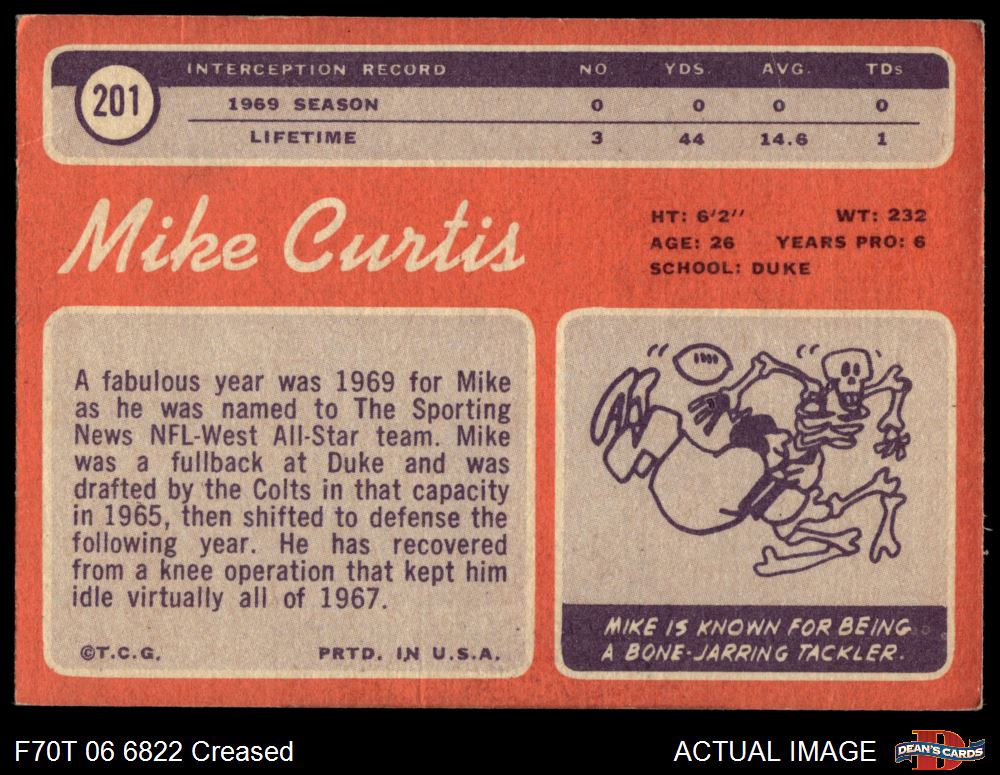 INTERCEPTION RECORD NO YDS. AVG. TDs
201
1969 SEASON 0 0 0 0
LIFETIME 3 44 14.6 1
Mike Curtis
HT: 6'2'' WT: 232
AGE: 26 YEARS PRO: 6
SCHOOL: DUKE
A fabulous year was 1969 for Mike
as he was named to The Sporting
News NFL-West All-Star team. Mike
was a fullback at Duke and was
drafted by the Colts in that capacity
in 1965, then shifted to defense the
following year. He has recovered
from a knee operation that kept him
idle virtually all of 1967.
©T.C.G. PRTD. IN U.S.A.
MIKE IS KNOWN FOR BEING
A BONE-JARRING TACKLER.
F70T 06 6822 Creased
ACTUAL IMAGE
D
DEAN'S CARDS